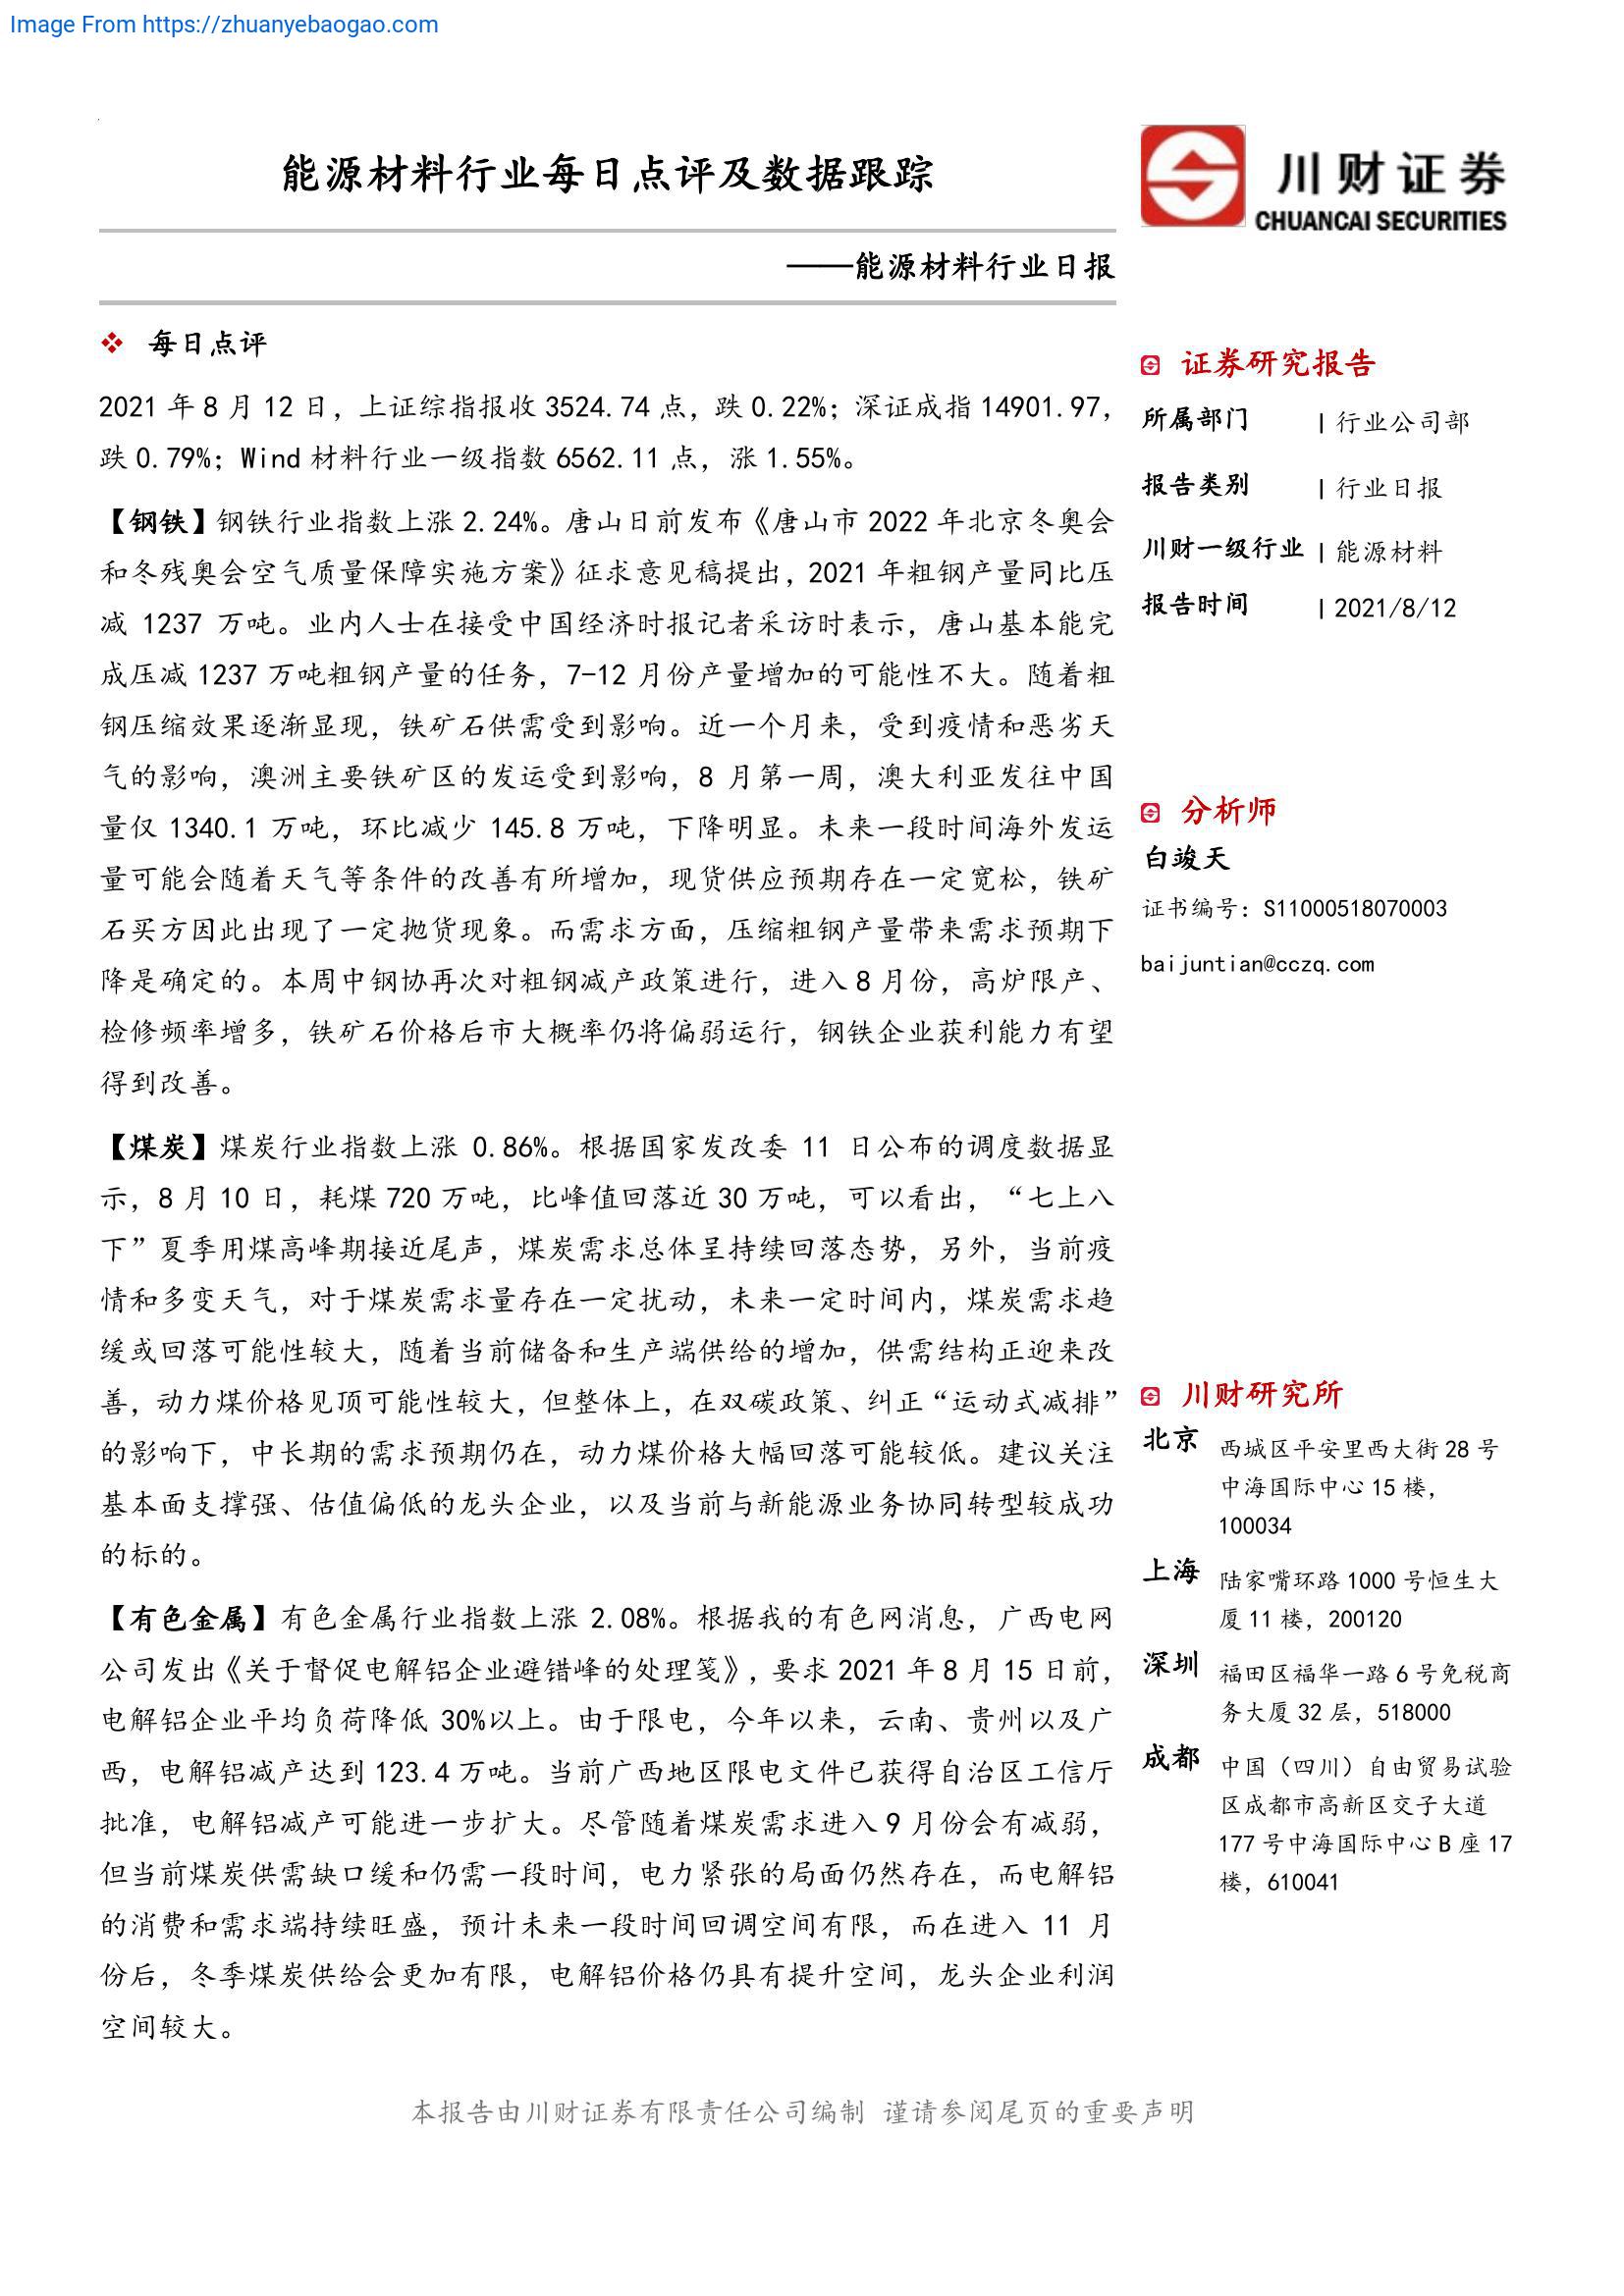 Image From https://zhuanyebaogao.com
能源材料行业每日点评及数据跟踪
——能源材料行业日报
川财证券
CHUANCAI SECURITIES
❖ 每日点评
2021 年 8 月 12 日，上证综指报收 3524.74 点，跌 0.22%；深证成指 14901.97，
跌 0.79%；Wind 材料行业一级指数 6562.11 点，涨 1.55%。
【钢铁】钢铁行业指数上涨 2.24%。唐山日前发布《唐山市 2022 年北京冬奥会
和冬残奥会空气质量保障实施方案》征求意见稿提出，2021 年粗钢产量同比压
减 1237 万吨。业内人士在接受中国经济时报记者采访时表示，唐山基本能完
成压减 1237 万吨粗钢产量的任务，7-12 月份产量增加的可能性不大。随着粗
钢压缩效果逐渐显现，铁矿石供需受到影响。近一个月来，受到疫情和恶劣天
气的影响，澳洲主要铁矿区的发运受到影响，8 月第一周，澳大利亚发往中国
量仅 1340.1 万吨，环比减少 145.8 万吨，下降明显。未来一段时间海外发运
量可能会随着天气等条件的改善有所增加，现货供应预期存在一定宽松，铁矿
石买方因此出现了一定抛货现象。而需求方面，压缩粗钢产量带来需求预期下
降是确定的。本周中钢协再次对粗钢减产政策进行，进入 8 月份，高炉限产、
检修频率增多，铁矿石价格后市大概率仍将偏弱运行，钢铁企业获利能力有望
得到改善。
【煤炭】煤炭行业指数上涨 0.86%。根据国家发改委 11 日公布的调度数据显
示，8 月 10 日，耗煤 720 万吨，比峰值回落近 30 万吨，可以看出，“七上八
下”夏季用煤高峰期接近尾声，煤炭需求总体呈持续回落态势，另外，当前疫
情和多变天气，对于煤炭需求量存在一定扰动，未来一定时间内，煤炭需求趋
缓或回落可能性较大，随着当前储备和生产端供给的增加，供需结构正迎来改
善，动力煤价格见顶可能性较大，但整体上，在双碳政策、纠正“运动式减排”
的影响下，中长期的需求预期仍在，动力煤价格大幅回落可能较低。建议关注
基本面支撑强、估值偏低的龙头企业，以及当前与新能源业务协同转型较成功
的标的。
【有色金属】有色金属行业指数上涨 2.08%。根据我的有色网消息，广西电网
公司发出《关于督促电解铝企业避错峰的处理笺》，要求 2021 年 8 月 15 日前，
电解铝企业平均负荷降低 30%以上。由于限电，今年以来，云南、贵州以及广
西，电解铝减产达到 123.4 万吨。当前广西地区限电文件已获得自治区工信厅
批准，电解铝减产可能进一步扩大。尽管随着煤炭需求进入 9 月份会有减弱，
但当前煤炭供需缺口缓和仍需一段时间，电力紧张的局面仍然存在，而电解铝
的消费和需求端持续旺盛，预计未来一段时间回调空间有限，而在进入 11 月
份后，冬季煤炭供给会更加有限，电解铝价格仍具有提升空间，龙头企业利润
空间较大。
证券研究报告
所属部门 | 行业公司部
报告类别 | 行业日报
川财一级行业 | 能源材料
报告时间 | 2021/8/12
分析师
白竣天
证书编号：S11000518070003
baijuntian@cczq.com
川财研究所
北京 西城区平安里西大街 28 号
中海国际中心 15 楼，
100034
上海 陆家嘴环路 1000 号恒生大
厦 11 楼，200120
深圳 福田区福华一路 6 号免税商
务大厦 32 层，518000
成都 中国（四川）自由贸易试验
区成都市高新区交子大道
177 号中海国际中心 B 座 17
楼，610041
本报告由川财证券有限责任公司编制 谨请参阅尾页的重要声明